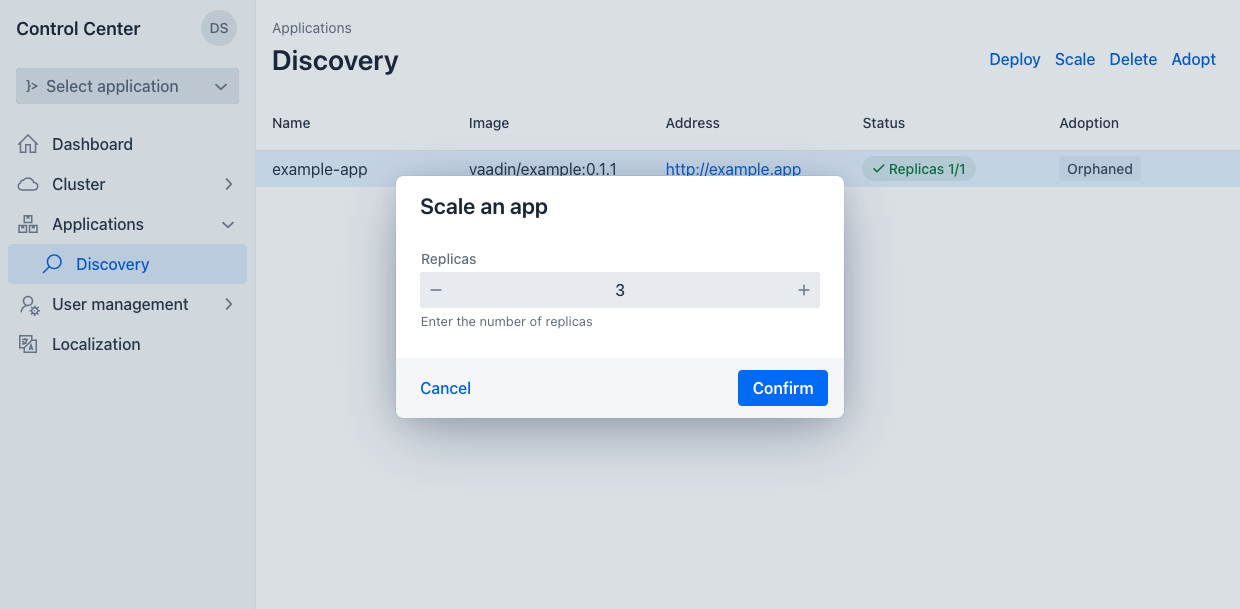 Control Center
DS
Select application
Dashboard
Cluster
Applications
Discovery
User management
Localization
Applications
Discovery
Deploy Scale Delete Adopt
Name Image Address Status Adoption
example-app vaadin/example:0.1.1 http://example.app Replicas 1/1 Orphaned
Scale an app
Replicas
− 3 +
Enter the number of replicas
Cancel Confirm